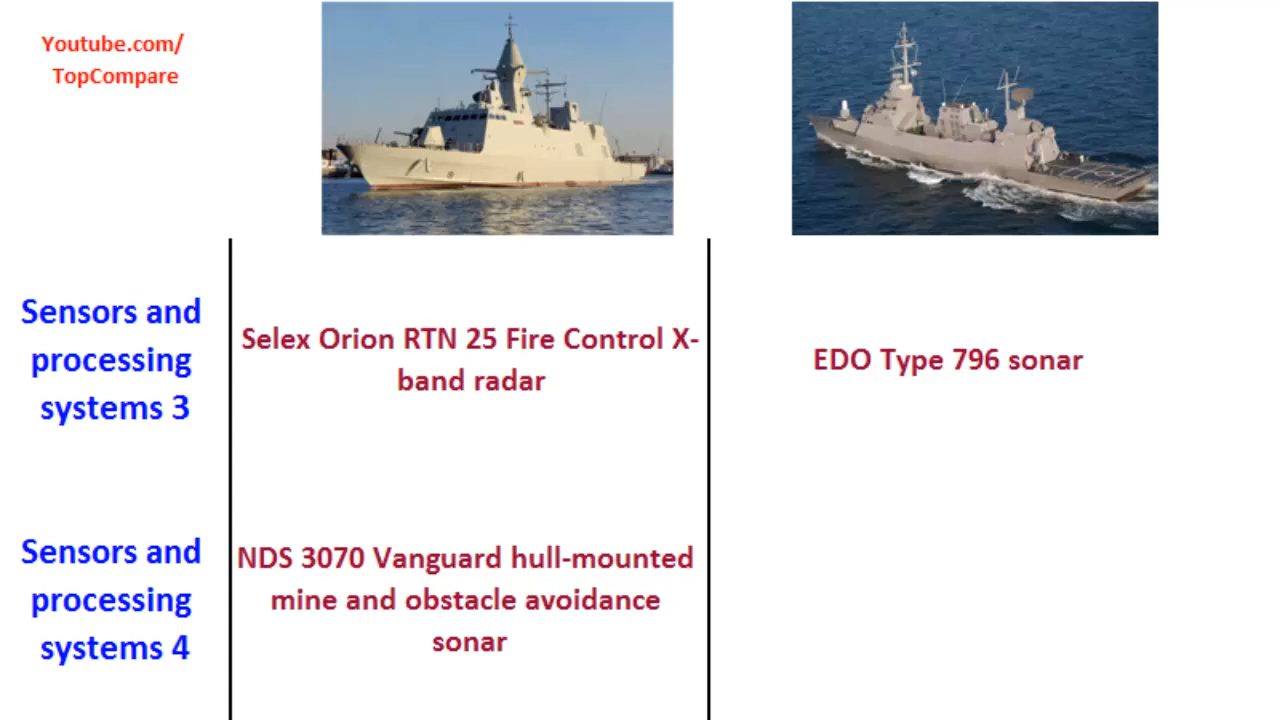 Youtube.com/
TopCompare
Sensors and
processing
systems 3
Selex Orion RTN 25 Fire Control X-
band radar
EDO Type 796 sonar
Sensors and
processing
systems 4
NDS 3070 Vanguard hull-mounted
mine and obstacle avoidance
sonar